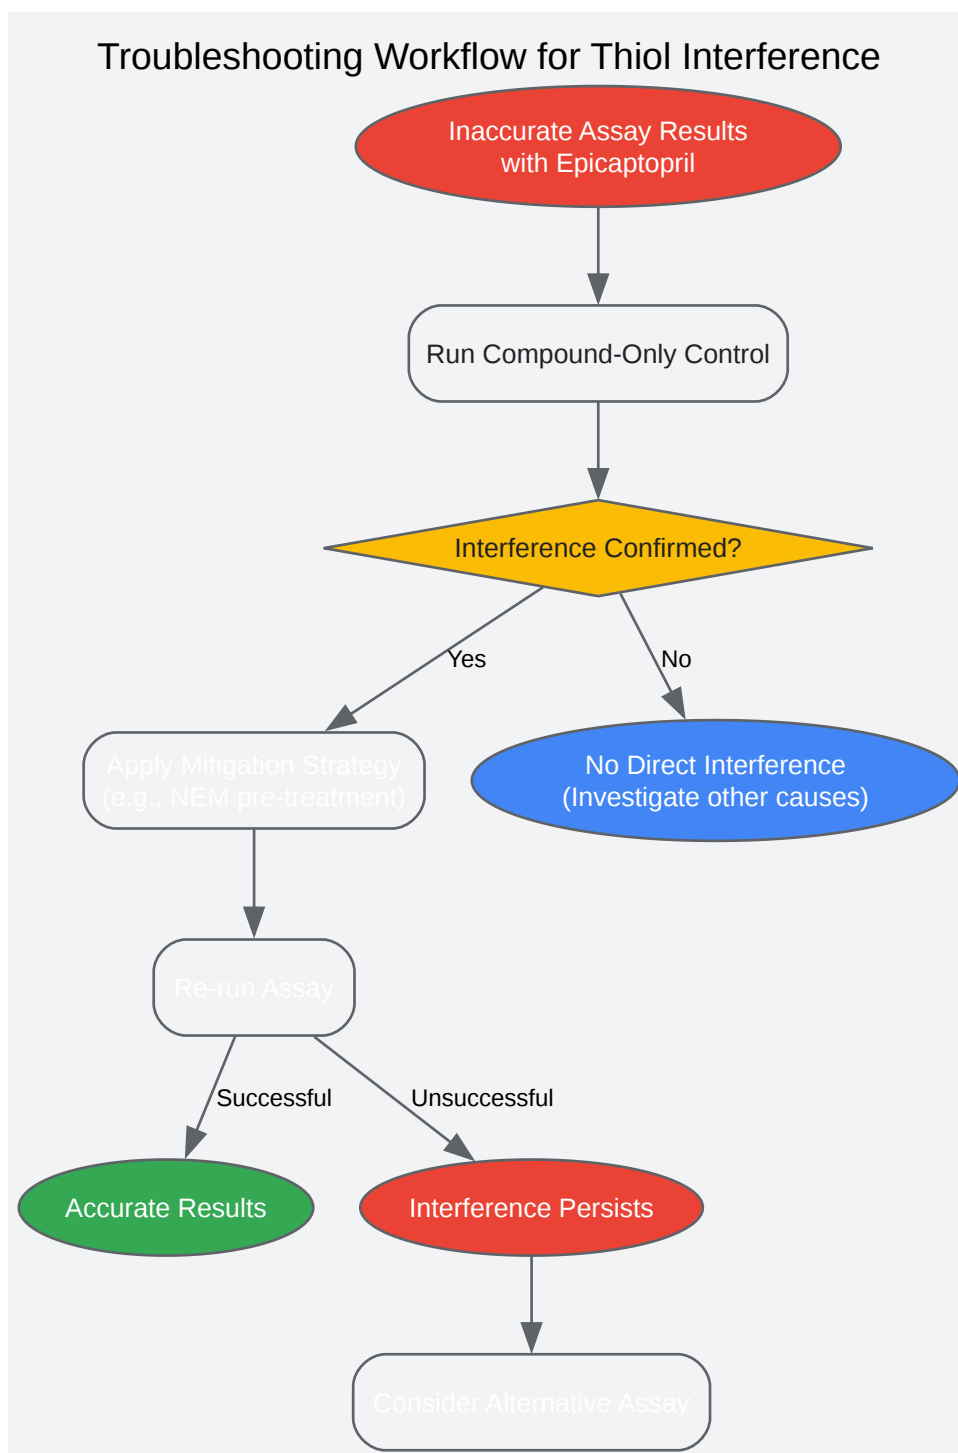 Troubleshooting Workflow for Thiol Interference
Inaccurate Assay Results
with Epicaptopril
Run Compound-Only Control
Interference Confirmed?
Yes
No
Apply Mitigation Strategy
(e.g., NEM pre-treatment)
No Direct Interference
(Investigate other causes)
Re-run Assay
Successful
Unsuccessful
Accurate Results
Interference Persists
Consider Alternative Assay